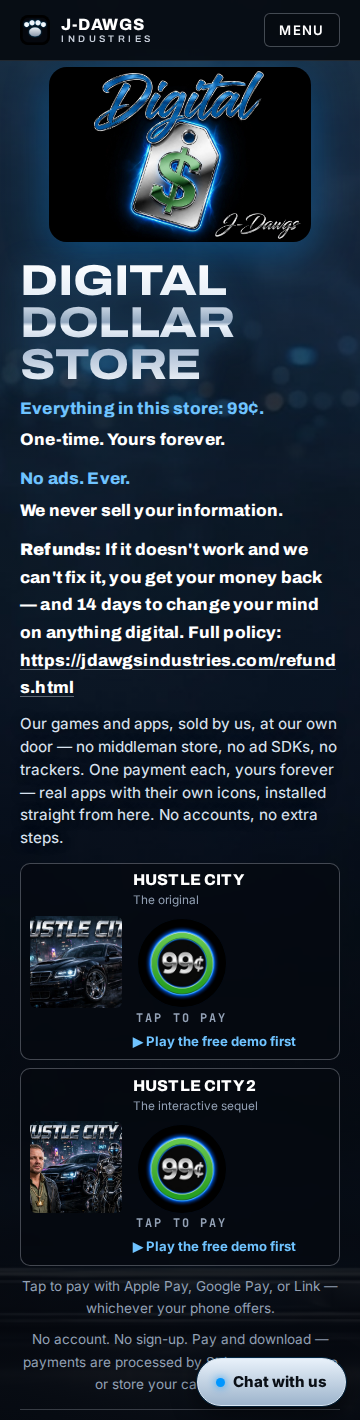 J-DAWGS
INDUSTRIES
MENU
Digital
$
J-Dawgs
DIGITAL
DOLLAR
STORE
Everything in this store: 99¢.
One-time. Yours forever.
No ads. Ever.
We never sell your information.
Refunds: If it doesn't work and we
can't fix it, you get your money back
— and 14 days to change your mind
on anything digital. Full policy:
https://jdawgsindustries.com/refund
s.html
Our games and apps, sold by us, at our own
door — no middleman store, no ad SDKs, no
trackers. One payment each, yours forever
— real apps with their own icons, installed
straight from here. No accounts, no extra
steps.
HUSTLE CITY
The original
USTLE CIT
99¢
TAP TO PAY
▶ Play the free demo first
HUSTLE CITY 2
The interactive sequel
USTLE CITY
99¢
TAP TO PAY
▶ Play the free demo first
Tap to pay with Apple Pay, Google Pay, or Link —
whichever your phone offers.
No account. No sign-up. Pay and download —
payments are processed by
or store your ca
Chat with us